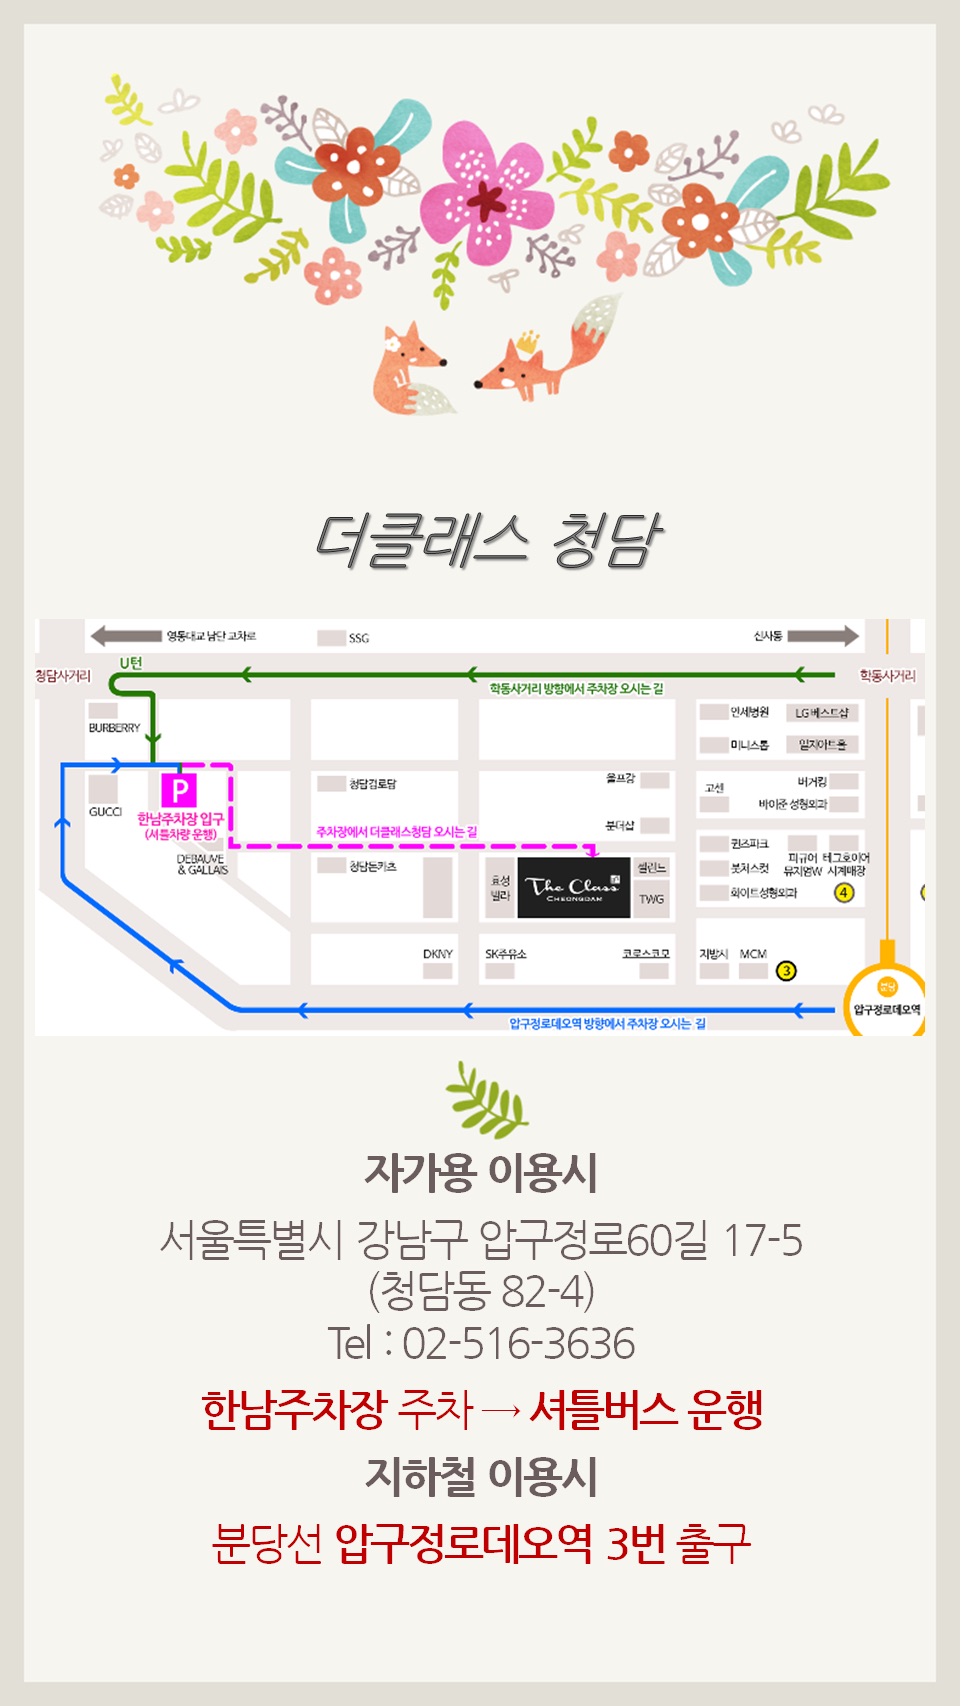 더클래스 청담
영동대교 남단 교차로
SSG
신사동
청담사거리
U턴
학동사거리
학동사거리 방향에서 주차장 오시는 길
BURBERRY
연세병원
LG베스트샵
미니스톱
일지아트홀
P
GUCCI
한남주차장 입구
(셔틀차량 운행)
청담김로담
울프강
고센
버거킹
바이준 성형외과
주차장에서 더클래스청담 오시는 길
분더샵
DEBAUVE
& GALLAIS
청담돈카츠
효성
빌라
The Class
CHEONGDAM
셀린느
TWG
퀸즈파크
붓처스컷
피규어
뮤지엄W
테그호이어
시계매장
화이트성형외과
4
DKNY
SK주유소
코르소코모
지방시
MCM
3
분당
압구정로데오역
압구정로데오역 방향에서 주차장 오시는 길
자가용 이용시
서울특별시 강남구 압구정로60길 17-5
(청담동 82-4)
Tel : 02-516-3636
한남주차장 주차 → 셔틀버스 운행
지하철 이용시
분당선 압구정로데오역 3번 출구